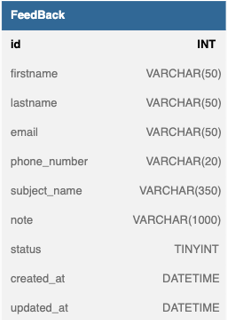 FeedBack
id INT
firstname VARCHAR(50)
lastname VARCHAR(50)
email VARCHAR(50)
phone_number VARCHAR(20)
subject_name VARCHAR(350)
note VARCHAR(1000)
status TINYINT
created_at DATETIME
updated_at DATETIME